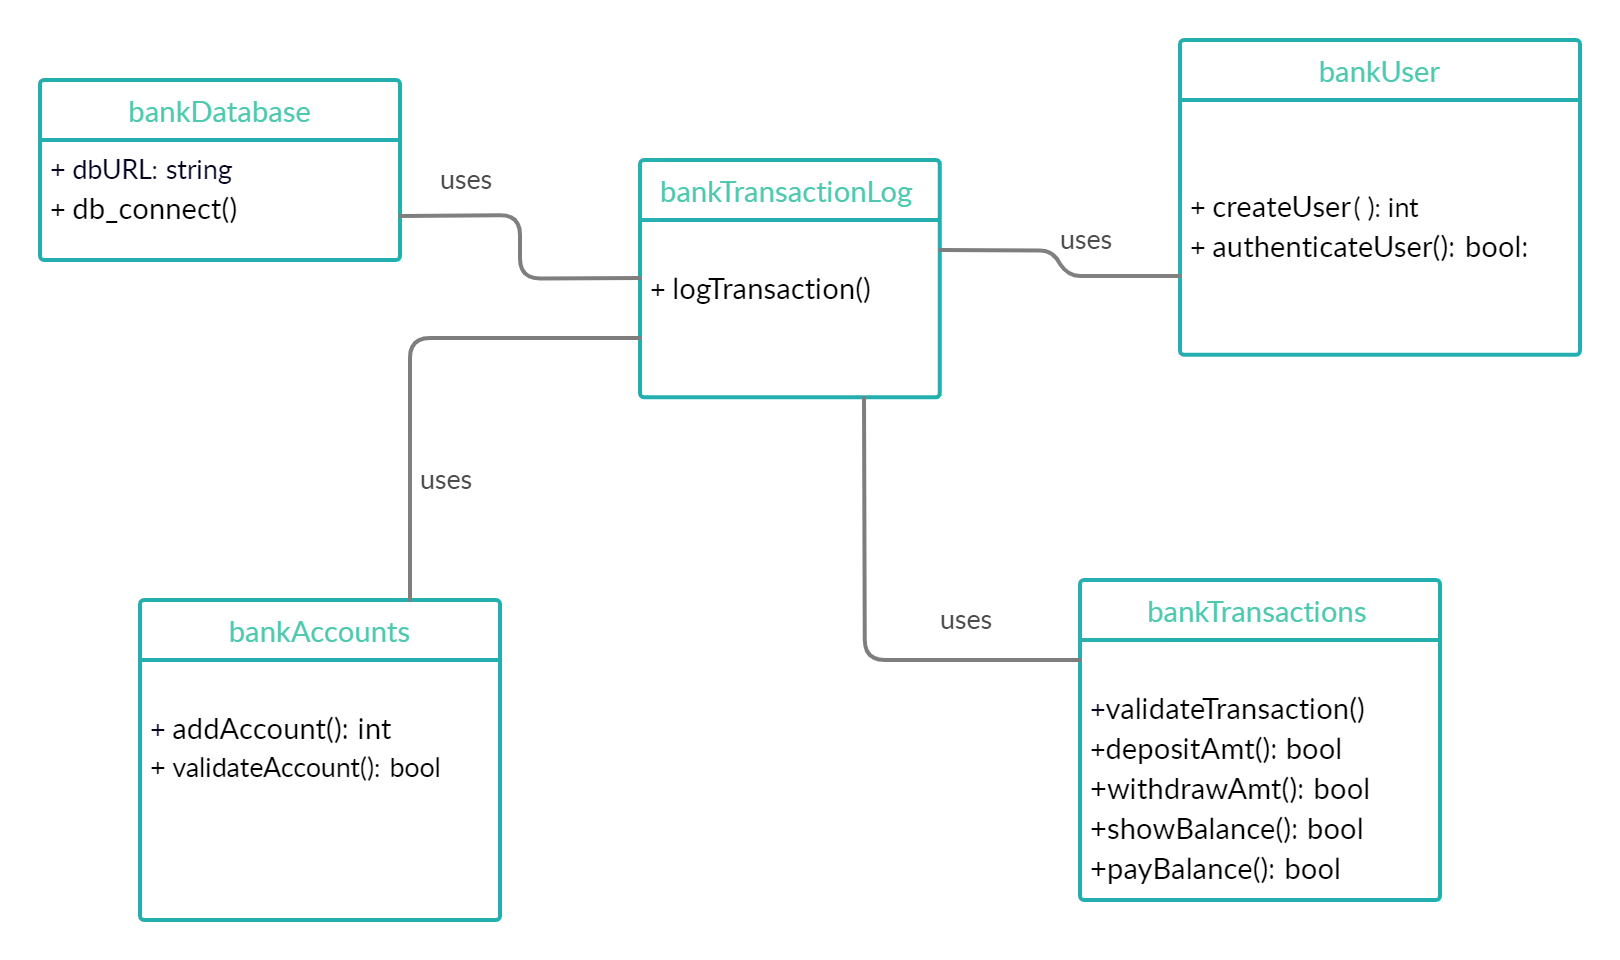 bankDatabase
+ dbURL: string
+ db_connect()
uses
bankTransactionLog
+ logTransaction()
uses
bankUser
+ createUser( ): int
+ authenticateUser(): bool:
uses
bankAccounts
+ addAccount(): int
+ validateAccount(): bool
uses
bankTransactions
+validateTransaction()
+depositAmt(): bool
+withdrawAmt(): bool
+showBalance(): bool
+payBalance(): bool